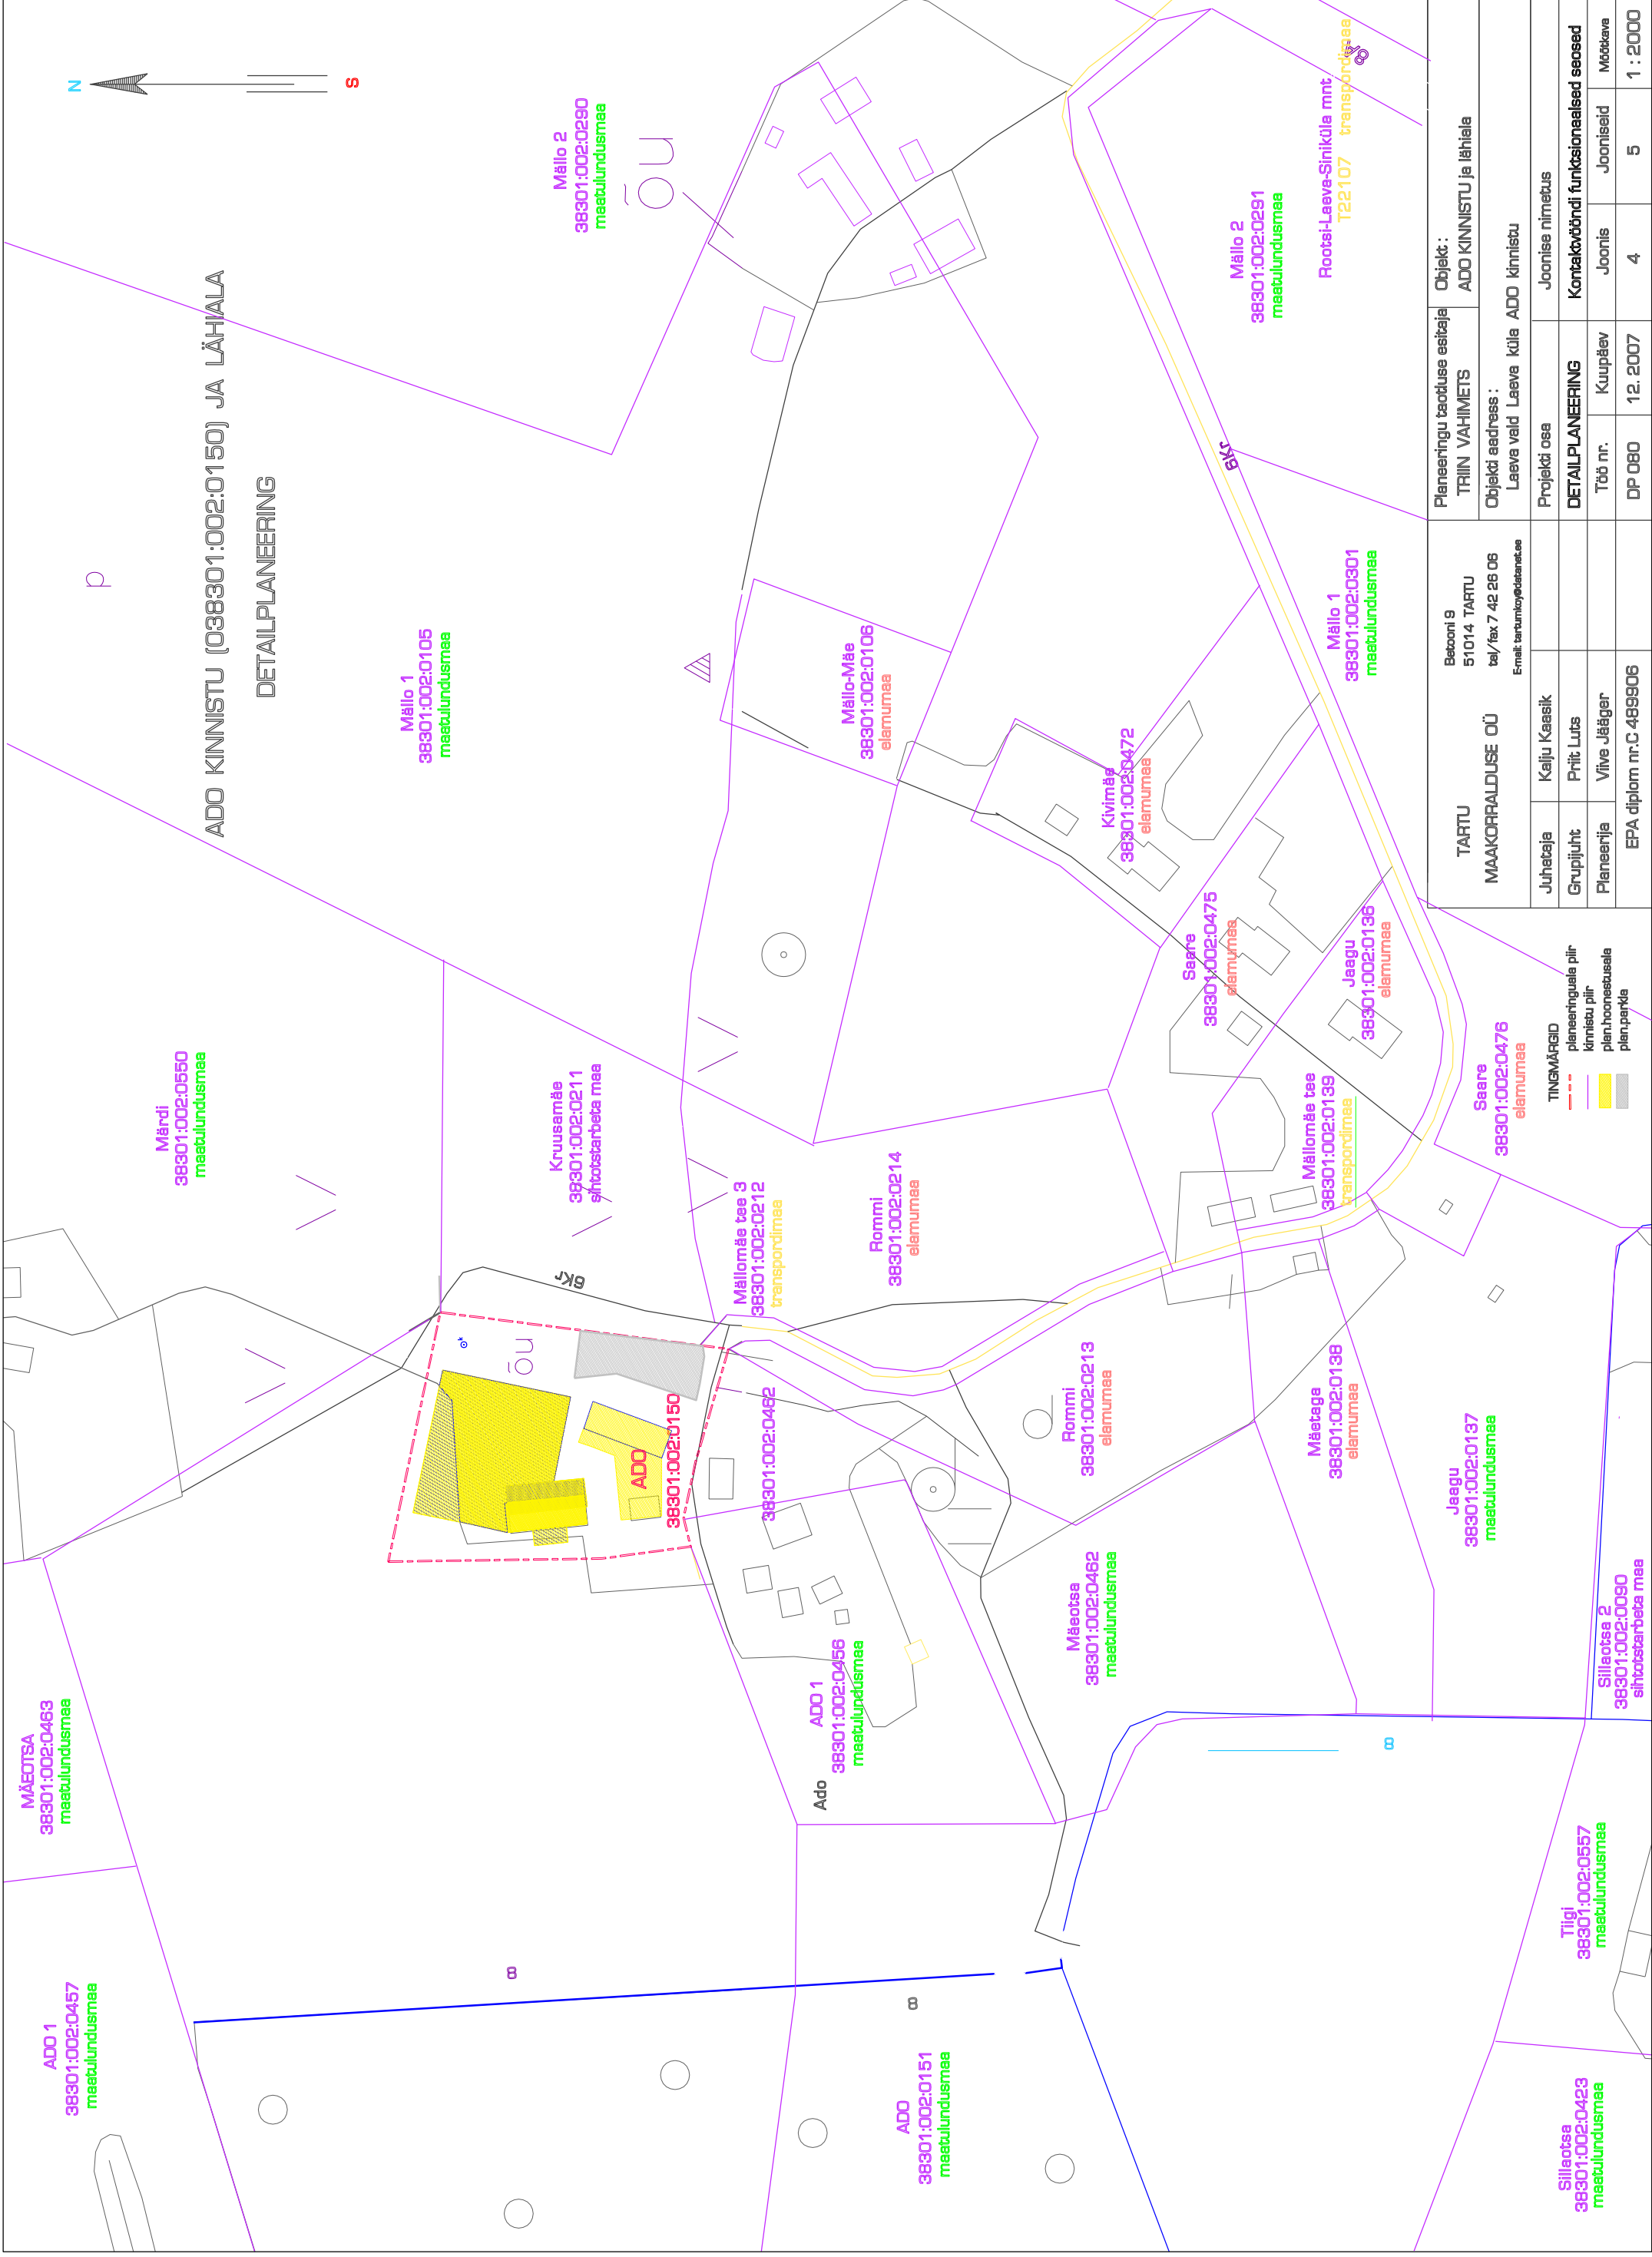 ADO KINNISTU (038301:002:0150) JA LÄHIALA
DETAILPLANEERING
N
S
p
ADO 1
38301:002:0457
maatulundusmaa
MÄEOTSA
38301:002:0463
maatulundusmaa
Märdi
38301:002:0550
maatulundusmaa
Mällo 1
38301:002:0105
maatulundusmaa
Mällo 2
38301:002:0290
maatulundusmaa
õu
Kruusamäe
38301:002:0211
sihtotstarbeta maa
6Kr
õu
ADO
38301:002:0150
8
Mällomäe tee 3
38301:002:0212
transpordimaa
38301:002:0462
Mällo-Mäe
38301:002:0106
elamumaa
Rommi
38301:002:0214
elamumaa
ADO 1
38301:002:0456
maatulundusmaa
Ado
8
ADO
38301:002:0151
maatulundusmaa
Rommi
38301:002:0213
elamumaa
Mäeotsa
38301:002:0462
maatulundusmaa
Kivimäe
38301:002:0472
elamumaa
Saare
38301:002:0475
elamumaa
6Kr
Mällo 2
38301:002:0291
maatulundusmaa
Rootsi-Laeva-Siniküla mnt
T22107 transpordimaa
Mällo 1
38301:002:0301
maatulundusmaa
Jaagu
38301:002:0136
elamumaa
Mällomäe tee
38301:002:0139
transpordimaa
Mäetaga
38301:002:0138
elamumaa
8
Jaagu
38301:002:0137
maatulundusmaa
Saare
38301:002:0476
elamumaa
Sillaotsa 2
38301:002:0090
sihtotstarbeta maa
Tiigi
38301:002:0557
maatulundusmaa
Sillaotsa
38301:002:0423
maatulundusmaa
TINGMÄRGID
planeeringuala piir
kinnistu piir
plan.hoonestusala
plan.parkla
TARTU
MAAKORRALDUSE OÜ
Betooni 9
51014 TARTU
tel/fax 7 42 26 06
E-mail: tartumkoy@datanet.ee
Juhataja Kalju Kaasik
Grupijuht Priit Luts
Planeerija Viive Jääger
EPA diplom nr.C 489906
Planeeringu taotluse esitaja
TRIIN VAHIMETS
Objekt :
ADO KINNISTU ja lähiala
Objekti aadress :
Laeva vald Laeva küla ADO kinnistu
Projekti osa
DETAILPLANEERING
Joonise nimetus
Kontaktvööndi funktsionaalsed seosed
Töö nr. Kuupäev Joonis Jooniseid Mõõtkava
DP 080 12. 2007 4 5 1 : 2000